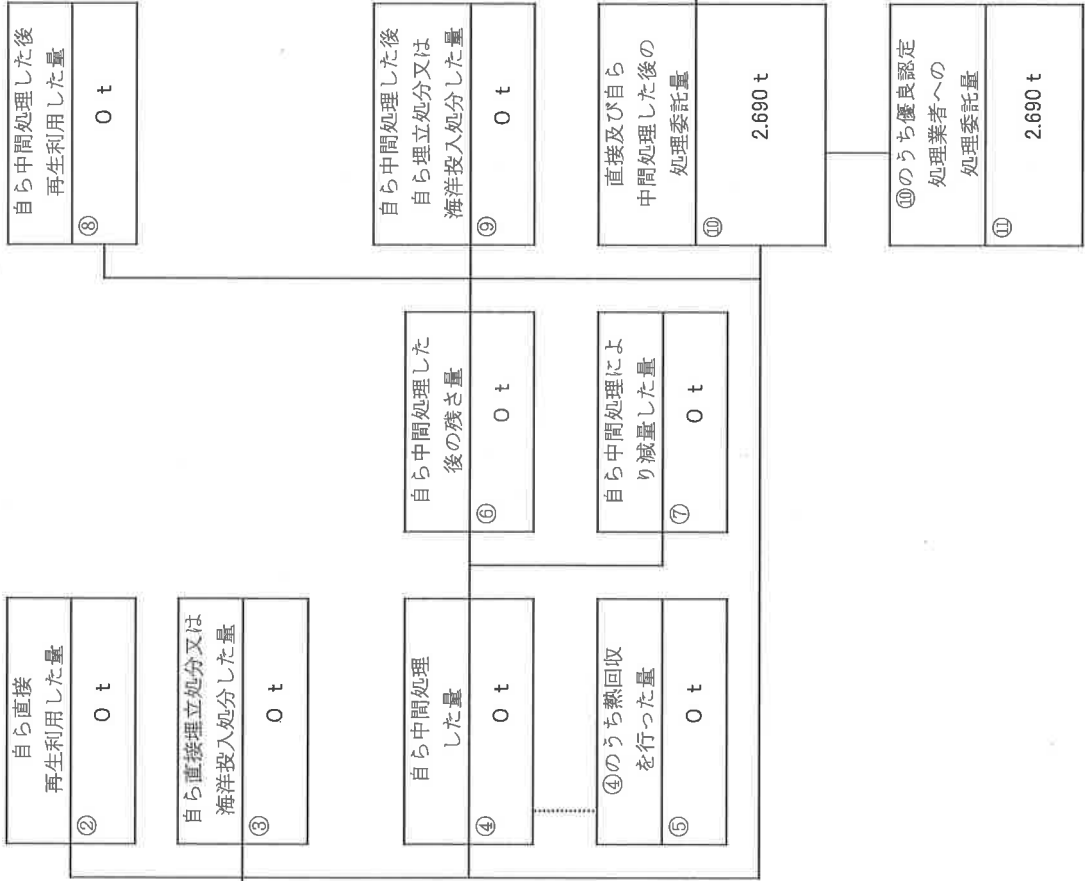 自ら直接
再生利用した量
②
0 t
自ら直接埋立処分又は
海洋投入処分した量
③
0 t
自ら中間処理
した量
④
0 t
④のうち熱回収
を行った量
⑤
0 t
自ら中間処理した
後の残さ量
⑥
0 t
自ら中間処理によ
り減量した量
⑦
0 t
自ら中間処理した後
再生利用した量
⑧
0 t
自ら中間処理した後
自ら埋立処分又は
海洋投入処分した量
⑨
0 t
直接及び自ら
中間処理した後の
処理委託量
⑩
2.690 t
⑩のうち優良認定
処理業者への
処理委託量
⑪
2.690 t